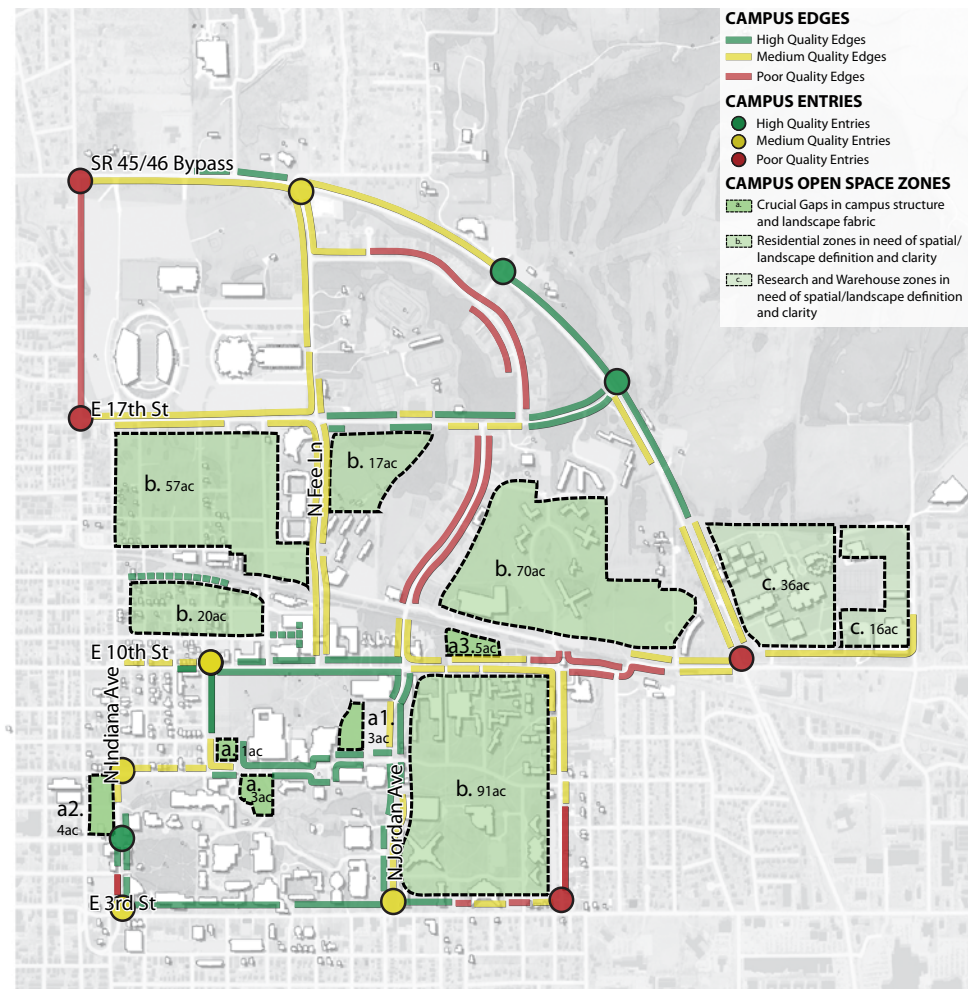 CAMPUS EDGES
High Quality Edges
Medium Quality Edges
Poor Quality Edges
CAMPUS ENTRIES
High Quality Entries
Medium Quality Entries
Poor Quality Entries
CAMPUS OPEN SPACE ZONES
a. Crucial Gaps in campus structure
and landscape fabric
b. Residential zones in need of spatial/
landscape definition and clarity
c. Research and Warehouse zones in
need of spatial/landscape definition
and clarity
SR 45/46 Bypass
E 17th St
N Fee Ln
b. 17ac
b. 57ac
b. 70ac
c. 36ac
b. 20ac
c. 16ac
a3. 5ac
E 10th St
N Indiana Ave
a1.
3ac
a. 1ac
a.
3ac
b. 91ac
a2.
4ac
N Jordan Ave
E 3rd St